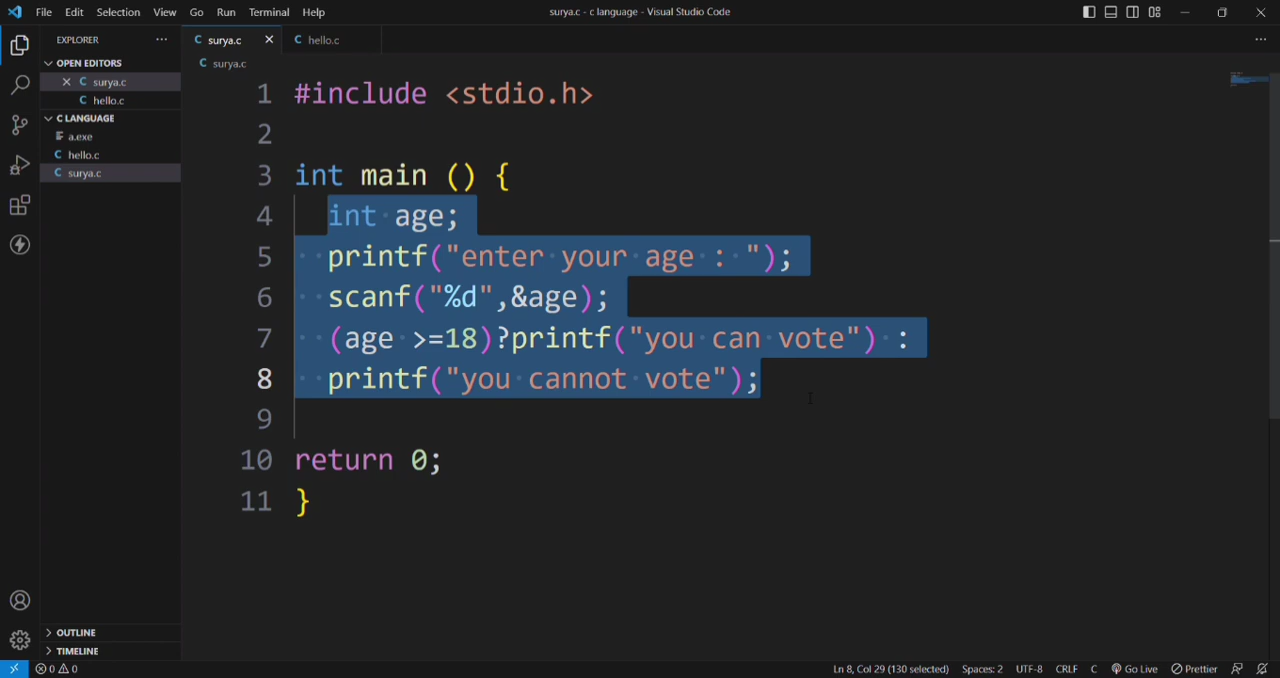 File Edit Selection View Go Run Terminal Help surya.c - c language - Visual Studio Code
EXPLORER
OPEN EDITORS
C surya.c
C hello.c
C LANGUAGE
a.exe
C hello.c
C surya.c
OUTLINE
TIMELINE
C surya.c
C hello.c
C surya.c
1 #include <stdio.h>
2
3 int main () {
4 int age;
5 printf("enter your age : ");
6 scanf("%d",&age);
7 (age >=18)?printf("you can vote") :
8 printf("you cannot vote");
9
10 return 0;
11 }
0 0 Ln 8, Col 29 (130 selected) Spaces: 2 UTF-8 CRLF C Go Live Prettier